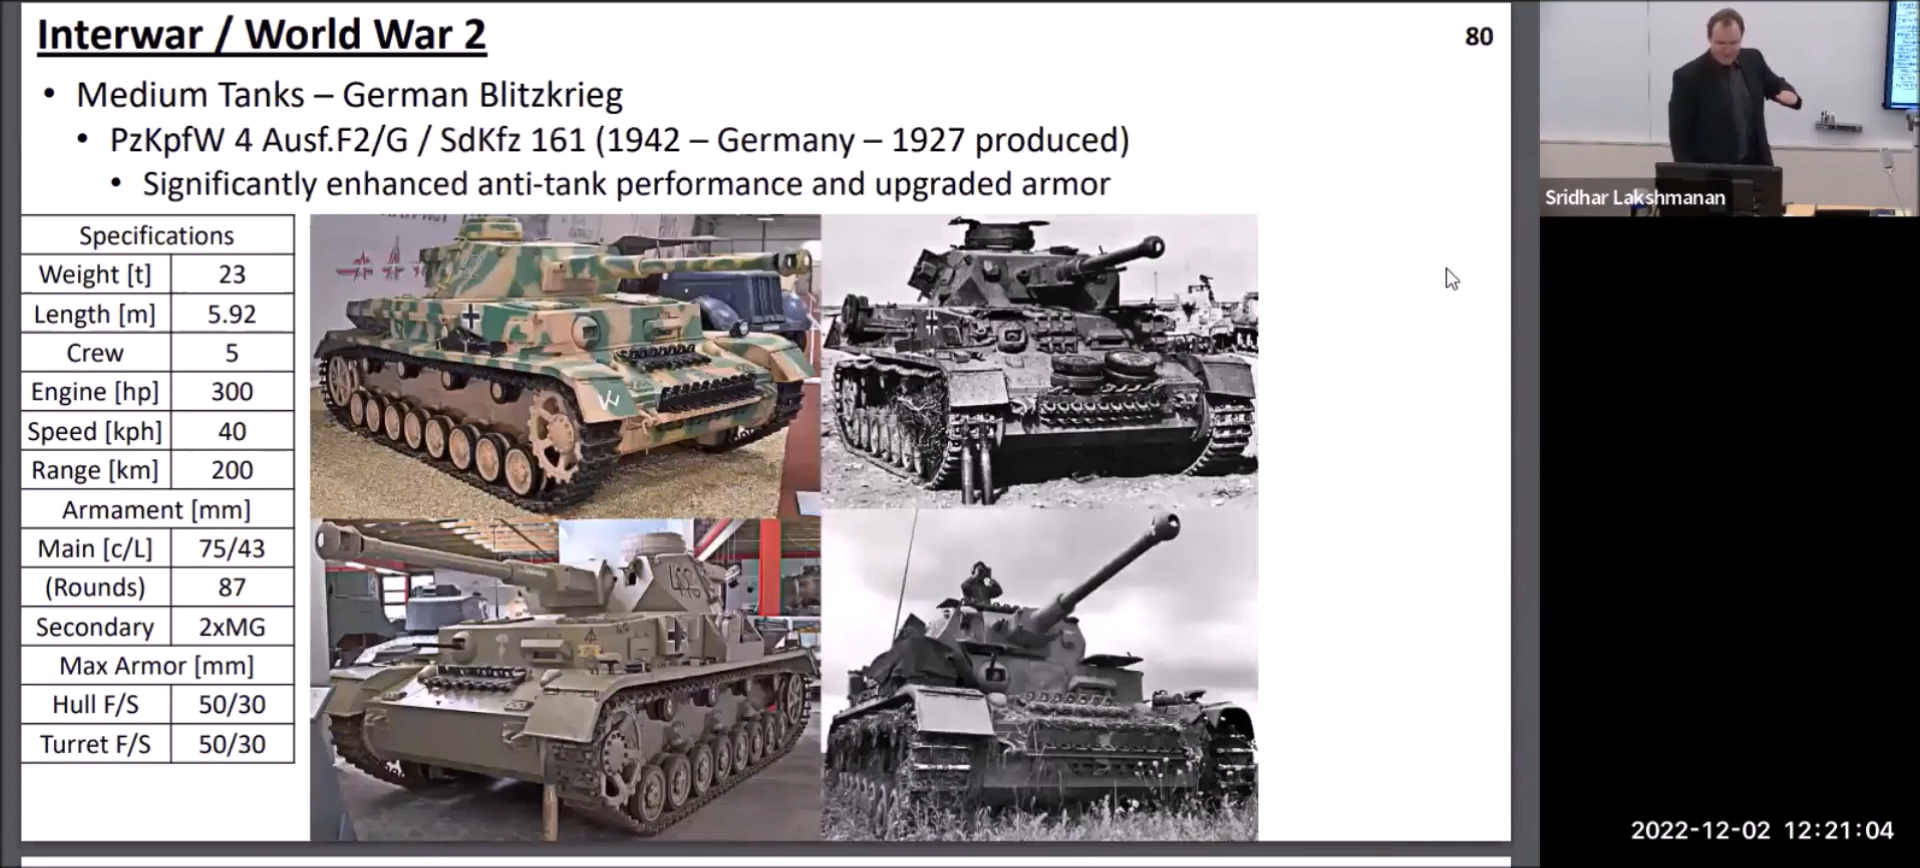 Interwar / World War 2
80
• Medium Tanks – German Blitzkrieg
• PzKpfW 4 Ausf.F2/G / SdKfz 161 (1942 – Germany – 1927 produced)
• Significantly enhanced anti-tank performance and upgraded armor
Specifications
Weight [t] 23
Length [m] 5.92
Crew 5
Engine [hp] 300
Speed [kph] 40
Range [km] 200
Armament [mm]
Main [c/L] 75/43
(Rounds) 87
Secondary 2xMG
Max Armor [mm]
Hull F/S 50/30
Turret F/S 50/30
Sridhar Lakshmanan
2022-12-02 12:21:04